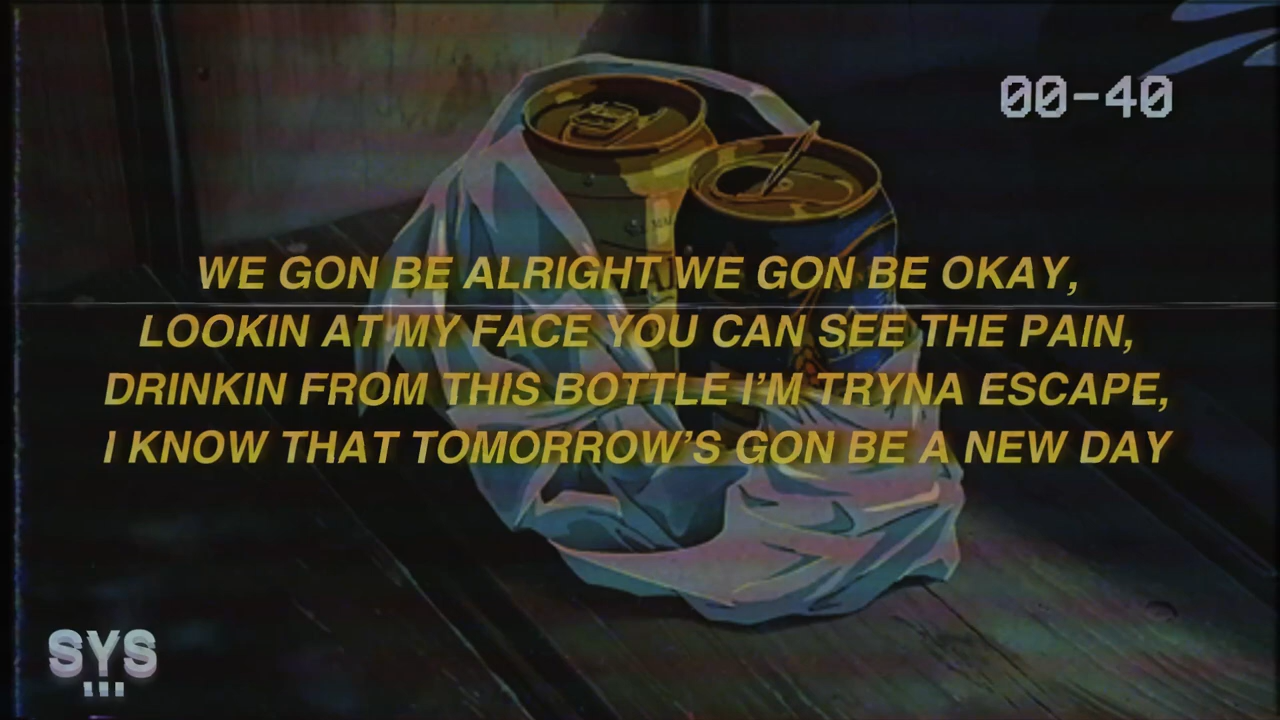 00-40
WE GON BE ALRIGHT WE GON BE OKAY,
LOOKIN AT MY FACE YOU CAN SEE THE PAIN,
DRINKIN FROM THIS BOTTLE I'M TRYNA ESCAPE,
I KNOW THAT TOMORROW'S GON BE A NEW DAY
SYS